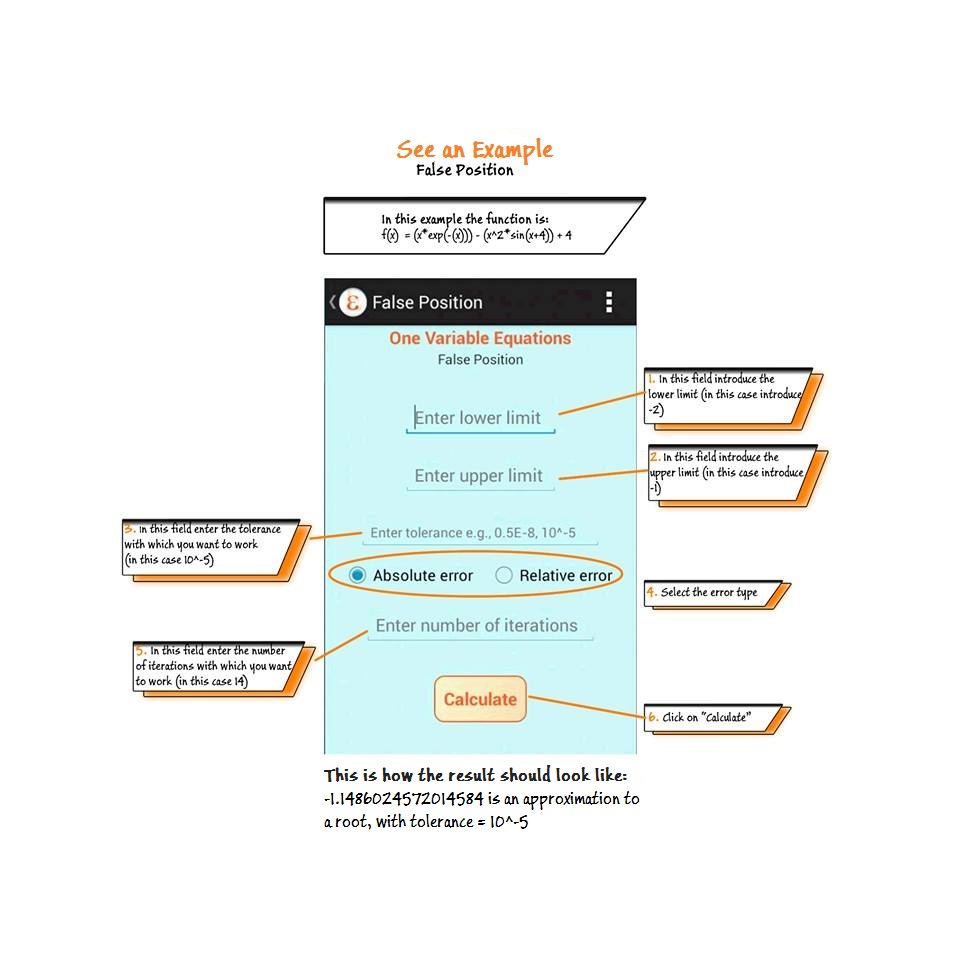 See an Example
False Position
In this example the function is:
f(x) = (x*exp(-(x))) - (x^2*sin(x+4)) + 4
False Position
One Variable Equations
False Position
Enter lower limit
1. In this field introduce the
lower limit (in this case introduce
-2)
Enter upper limit
2. In this field introduce the
upper limit (in this case introduce
-1)
3. In this field enter the tolerance
with which you want to work
(in this case 10^-5)
Enter tolerance e.g., 0.5E-8, 10^-5
Absolute error
Relative error
4. Select the error type
Enter number of iterations
5. In this field enter the number
of iterations with which you want
to work (in this case 14)
Calculate
6. Click on "Calculate"
This is how the result should look like:
-1.1486024572014584 is an approximation to
a root, with tolerance = 10^-5